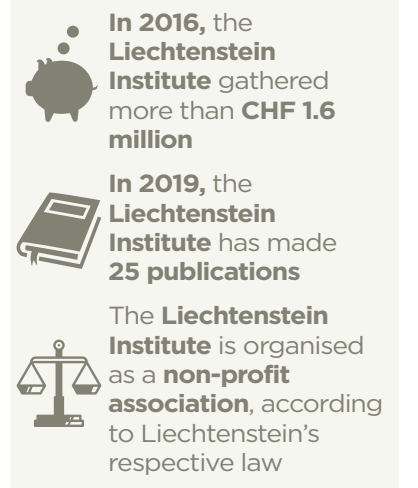 In 2016, the
Liechtenstein
Institute gathered
more than CHF 1.6
million
In 2019, the
Liechtenstein
Institute has made
25 publications
The Liechtenstein
Institute is organised
as a non-profit
association, according
to Liechtenstein's
respective law